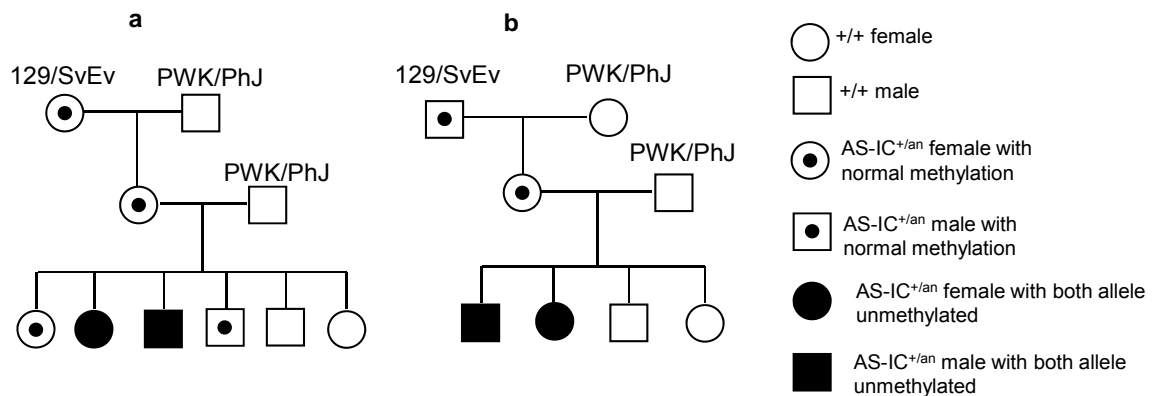 a
129/SvEv
PWK/PhJ
PWK/PhJ
b
129/SvEv
PWK/PhJ
PWK/PhJ
+/+ female
+/+ male
AS-IC+/an female with
normal methylation
AS-IC+/an male with
normal methylation
AS-IC+/an female with both allele
unmethylated
AS-IC+/an male with both allele
unmethylated